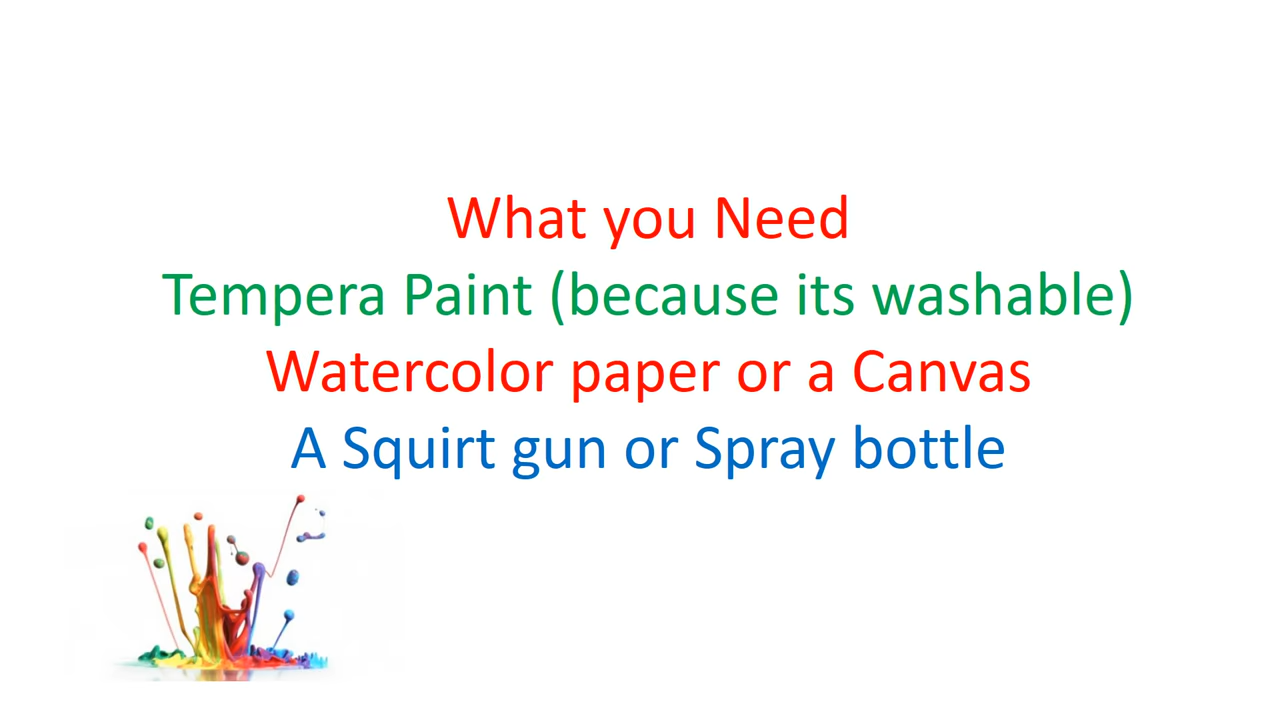 What you Need
Tempera Paint (because its washable)
Watercolor paper or a Canvas
A Squirt gun or Spray bottle